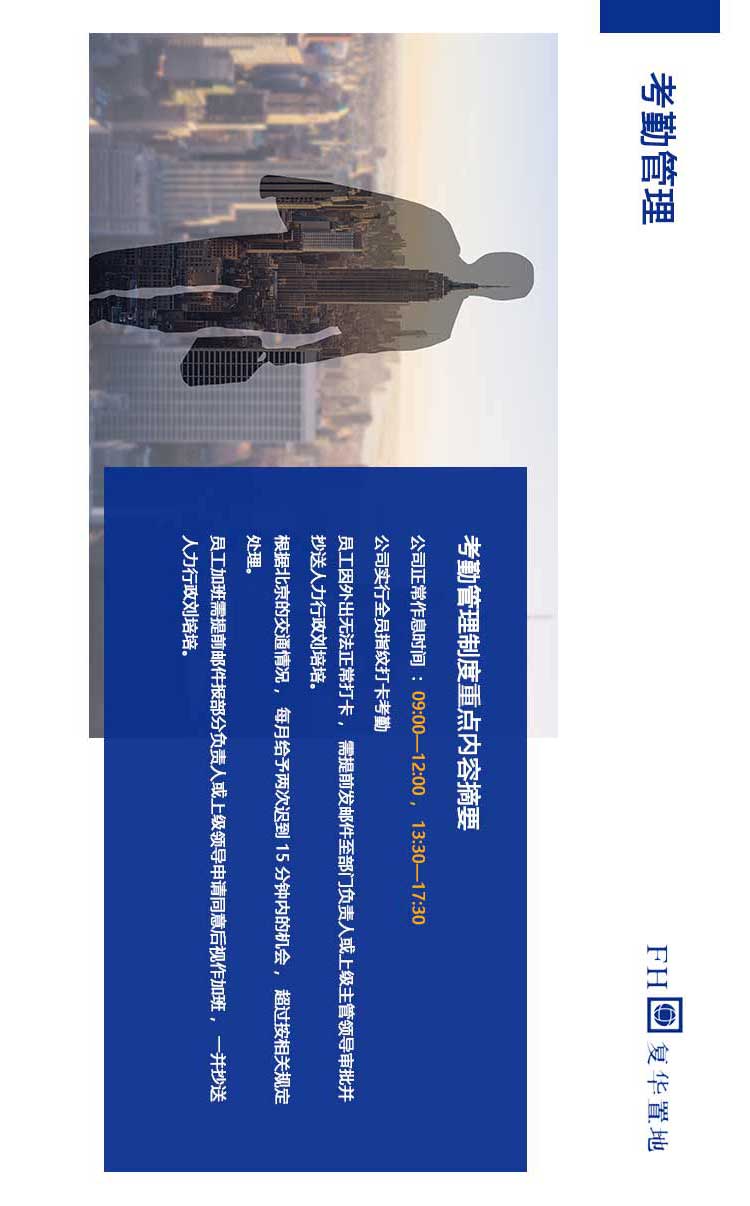 考勤管理
FH 复华置地
考勤管理制度重点内容摘要
公司正常作息时间：09:00—12:00，13:30—17:30
公司实行全员指纹打卡考勤
员工因外出无法正常打卡，需提前发邮件至部门负责人或上级主管领导审批并
抄送人力行政刘培培。
根据北京的交通情况，每月给予两次迟到 15 分钟内的机会，超过按相关规定
处理。
员工加班需提前邮件报部分负责人或上级领导申请同意后视作加班，一并抄送
人力行政刘培培。